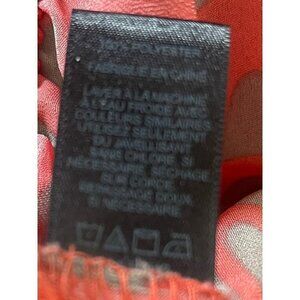 100% POLYESTER
FABRIQUÉ EN CHINE
LAVER À LA MACHINE
À L'EAU FROIDE AVEC
COULEURS SIMILAIRES
UTILISEZ SEULEMENT
DU JAVELLISANT
SANS CHLORE, SI
NÉCESSAIRE. SÉCHAGE
SUR CORDE
REPASSAGE DOUX,
SI NÉCESSAIRE